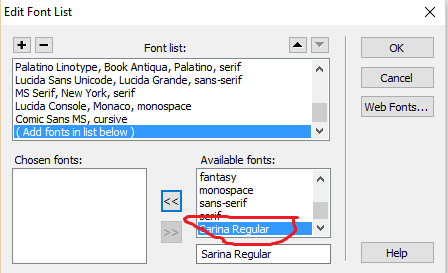 Edit Font List
Font list:
Palatino Linotype, Book Antiqua, Palatino, serif
Lucida Sans Unicode, Lucida Grande, sans-serif
MS Serif, New York, serif
Lucida Console, Monaco, monospace
Comic Sans MS, cursive
( Add fonts in list below )
OK
Cancel
Web Fonts...
Chosen fonts:
Available fonts:
fantasy
monospace
sans-serif
serif
Sarina Regular
<<
>>
Sarina Regular
Help